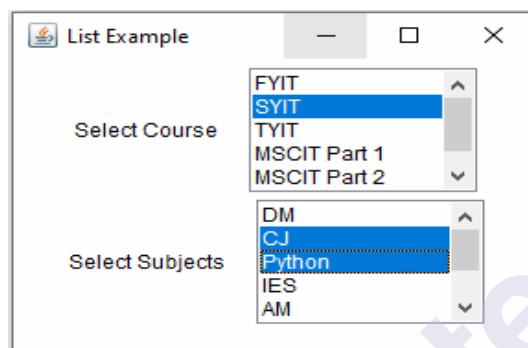 List Example
Select Course
FYIT
SYIT
TYIT
MSCIT Part 1
MSCIT Part 2
Select Subjects
DM
CJ
Python
IES
AM